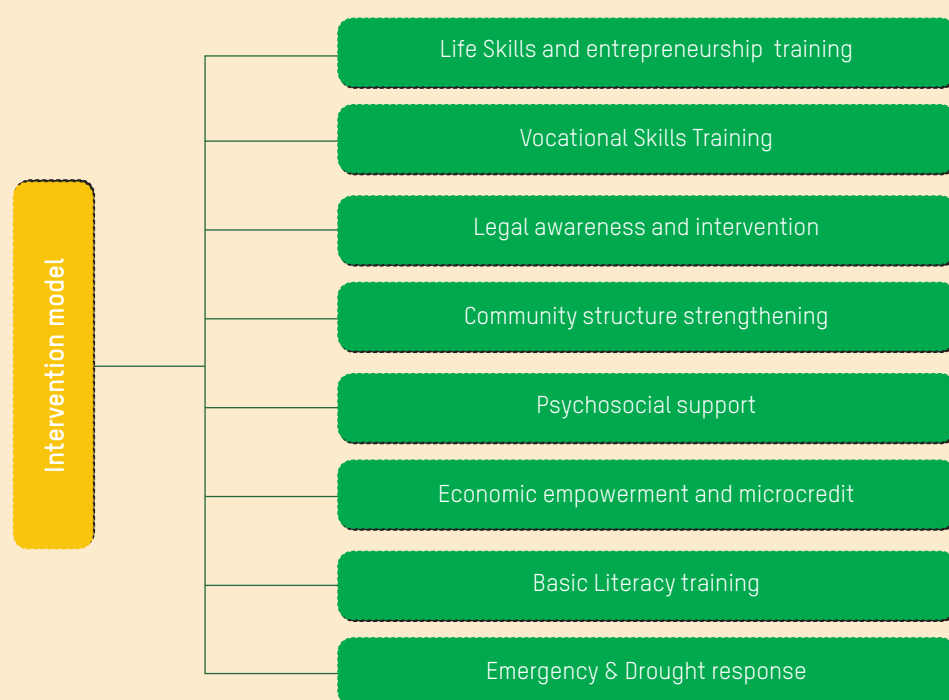 Intervention model
Life Skills and entrepreneurship  training
Vocational Skills Training
Legal awareness and intervention
Community structure strengthening
Psychosocial support
Economic empowerment and microcredit
Basic Literacy training
Emergency & Drought response